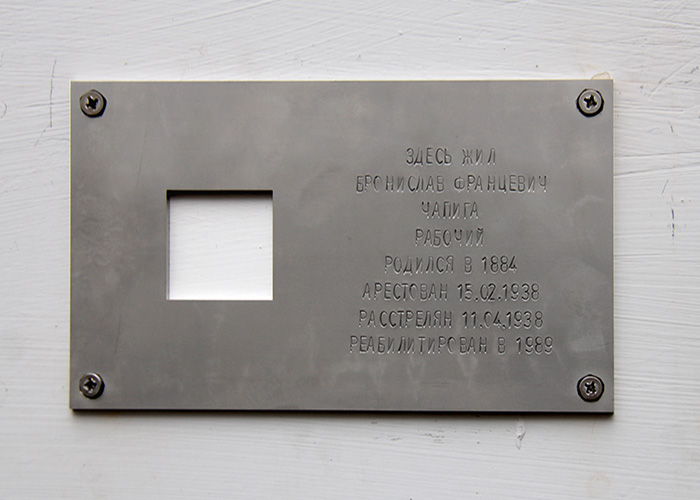 ЗДЕСЬ ЖИЛ
БРОНИСЛАВ ФРАНЦЕВИЧ
ЧАПИГА
РАБОЧИЙ
РОДИЛСЯ В 1884
АРЕСТОВАН 15.02.1938
РАССТРЕЛЯН 11.04.1938
РЕАБИЛИТИРОВАН В 1989